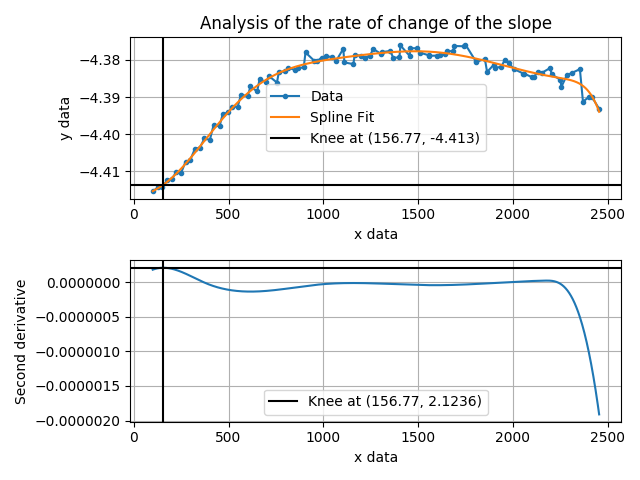 Analysis of the rate of change of the slope
−4.38
−4.39
−4.40
−4.41
y data
Data
Spline Fit
Knee at (156.77, -4.413)
0 500 1000 1500 2000 2500
x data
0.0000000
−0.0000005
−0.0000010
−0.0000015
−0.0000020
Second derivative
Knee at (156.77, 2.1236)
0 500 1000 1500 2000 2500
x data